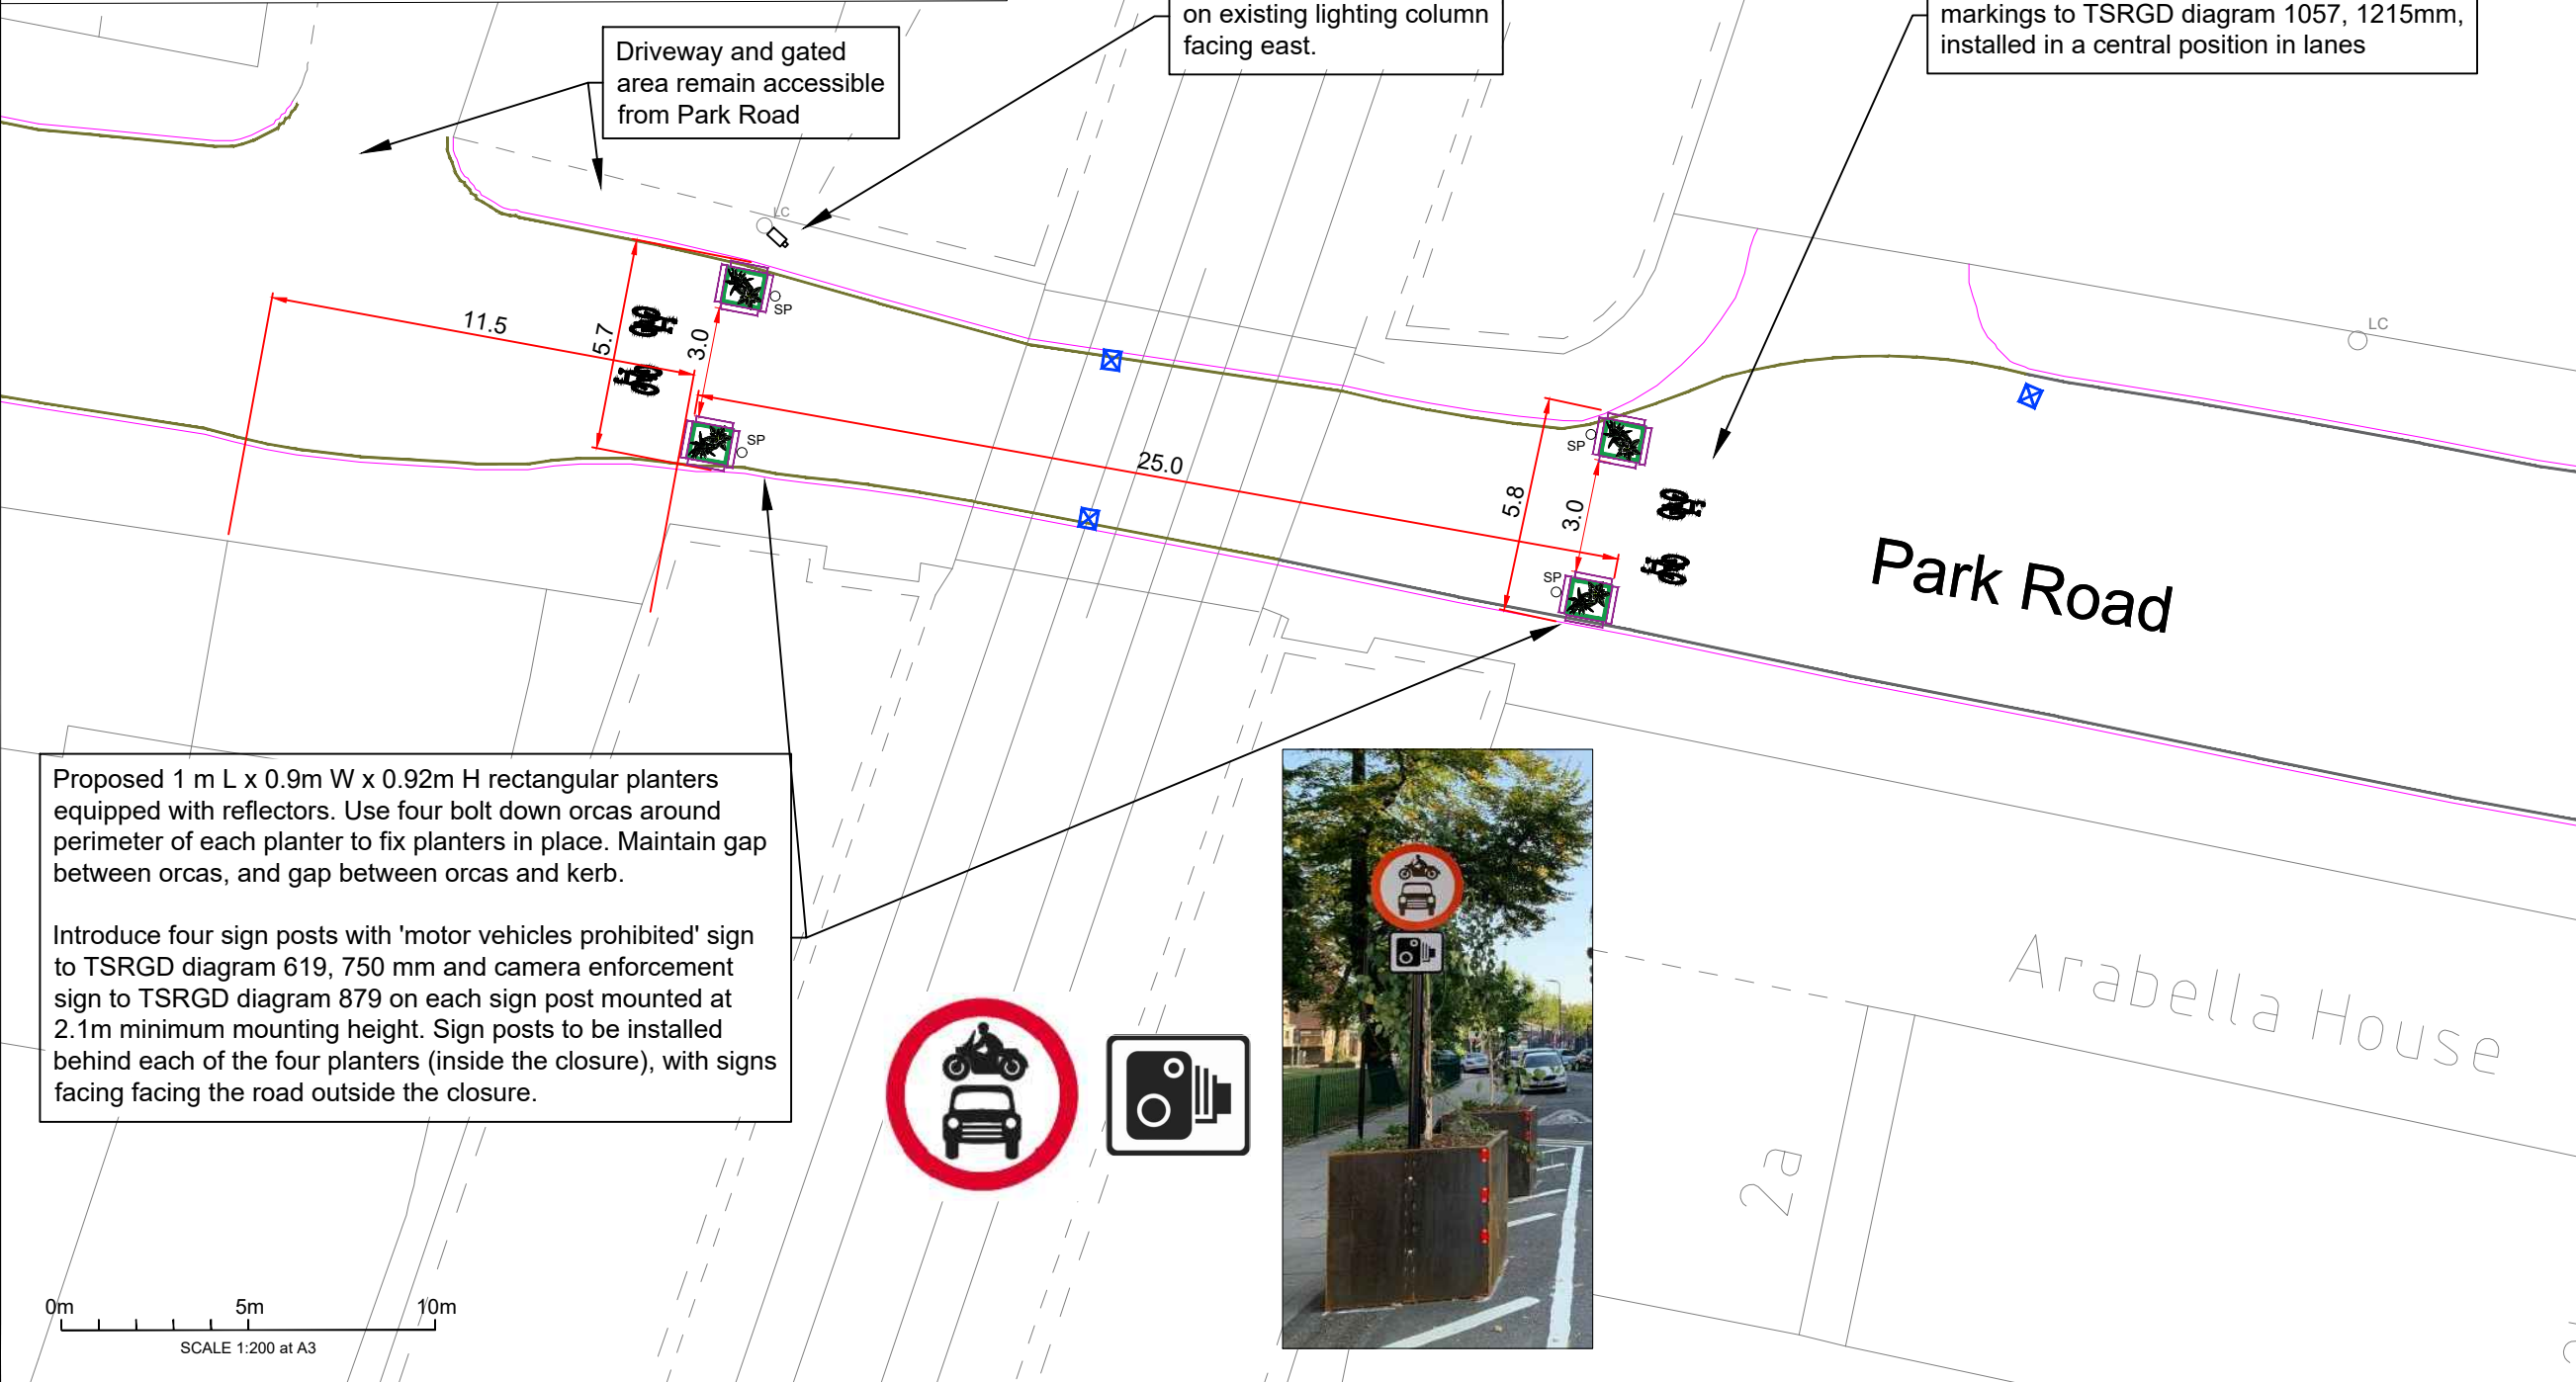 on existing lighting column
facing east.
markings to TSRGD diagram 1057, 1215mm,
installed in a central position in lanes
Driveway and gated
area remain accessible
from Park Road
LC
SP
LC
11.5
5.7
3.0
SP
25.0
SP
5.8
3.0
SP
Park Road
Proposed 1 m L x 0.9m W x 0.92m H rectangular planters
equipped with reflectors. Use four bolt down orcas around
perimeter of each planter to fix planters in place. Maintain gap
between orcas, and gap between orcas and kerb.
Introduce four sign posts with 'motor vehicles prohibited' sign
to TSRGD diagram 619, 750 mm and camera enforcement
sign to TSRGD diagram 879 on each sign post mounted at
2.1m minimum mounting height. Sign posts to be installed
behind each of the four planters (inside the closure), with signs
facing facing the road outside the closure.
Arabella House
2a
0m 5m 10m
SCALE 1:200 at A3